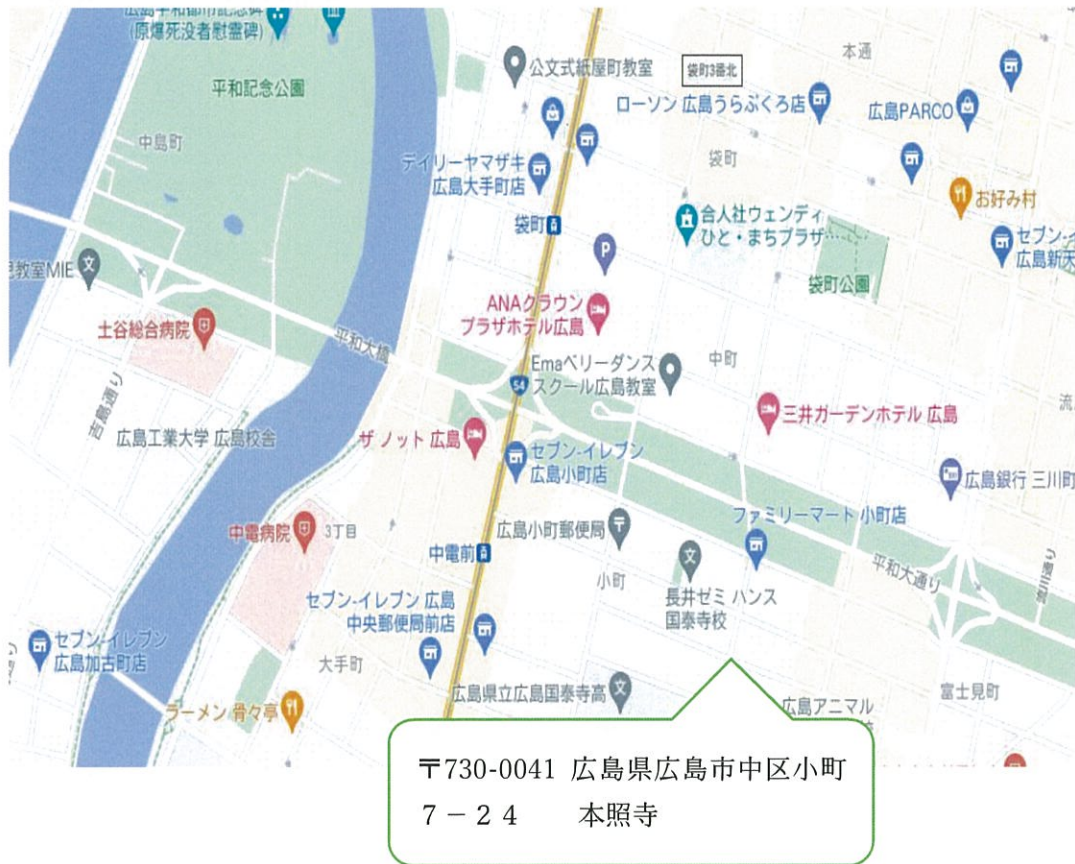 広島平和都市記念碑
(原爆死没者慰霊碑)
平和記念公園
中島町
公文式紙屋町教室
袋町3番北
本通
ローソン 広島うらぶくろ店
広島PARCO
デイリーヤマザキ
広島大手町店
袋町
袋町
お好み村
合人社ウェンディ
ひと・まちプラザ…
セブン-イ
広島新天
P
袋町公園
児教室MIE
ANAクラウン
プラザホテル広島
土谷総合病院
平和大橋
Emaベリーダンス
スクール広島教室
中町
54
流
吉島通り
広島工業大学 広島校舎
ザ ノット 広島
三井ガーデンホテル 広島
セブン-イレブン
広島小町店
広島銀行 三川町
中電病院
3丁目
広島小町郵便局
ファミリーマート 小町店
中電前
小町
長井ゼミ ハンス
国泰寺校
平和大通り
流川通り
セブン-イレブン
広島加古町店
セブン-イレブン 広島
中央郵便局前店
大手町
広島県立広島国泰寺高
富士見町
ラーメン 骨々亭
広島アニマル
〒730-0041 広島県広島市中区小町
7-24 本照寺